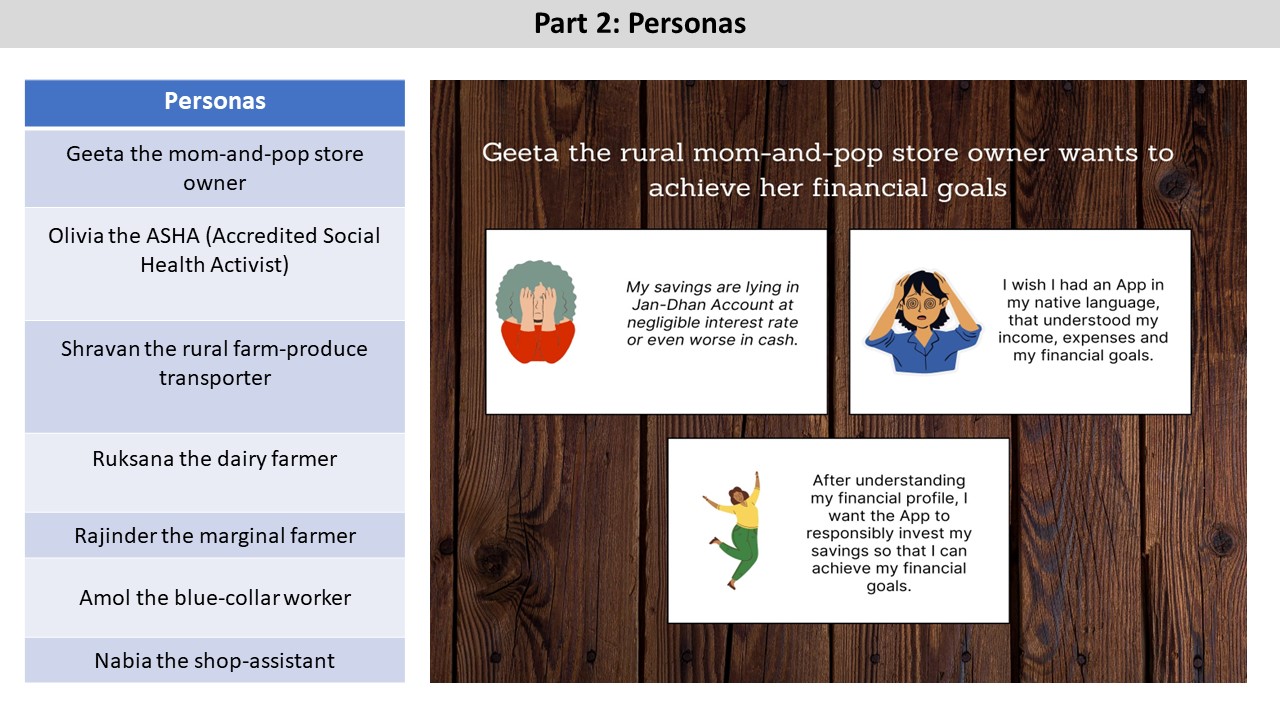 Part 2: Personas
Personas
Geeta the mom-and-pop store
owner
Olivia the ASHA (Accredited Social
Health Activist)
Shravan the rural farm-produce
transporter
Ruksana the dairy farmer
Rajinder the marginal farmer
Amol the blue-collar worker
Nabia the shop-assistant
Geeta the rural mom-and-pop store owner wants to
achieve her financial goals
My savings are lying in
Jan-Dhan Account at
negligible interest rate
or even worse in cash.
I wish I had an App in
my native language,
that understood my
income, expenses and
my financial goals.
After understanding
my financial profile, I
want the App to
responsibly invest my
savings so that I can
achieve my financial
goals.